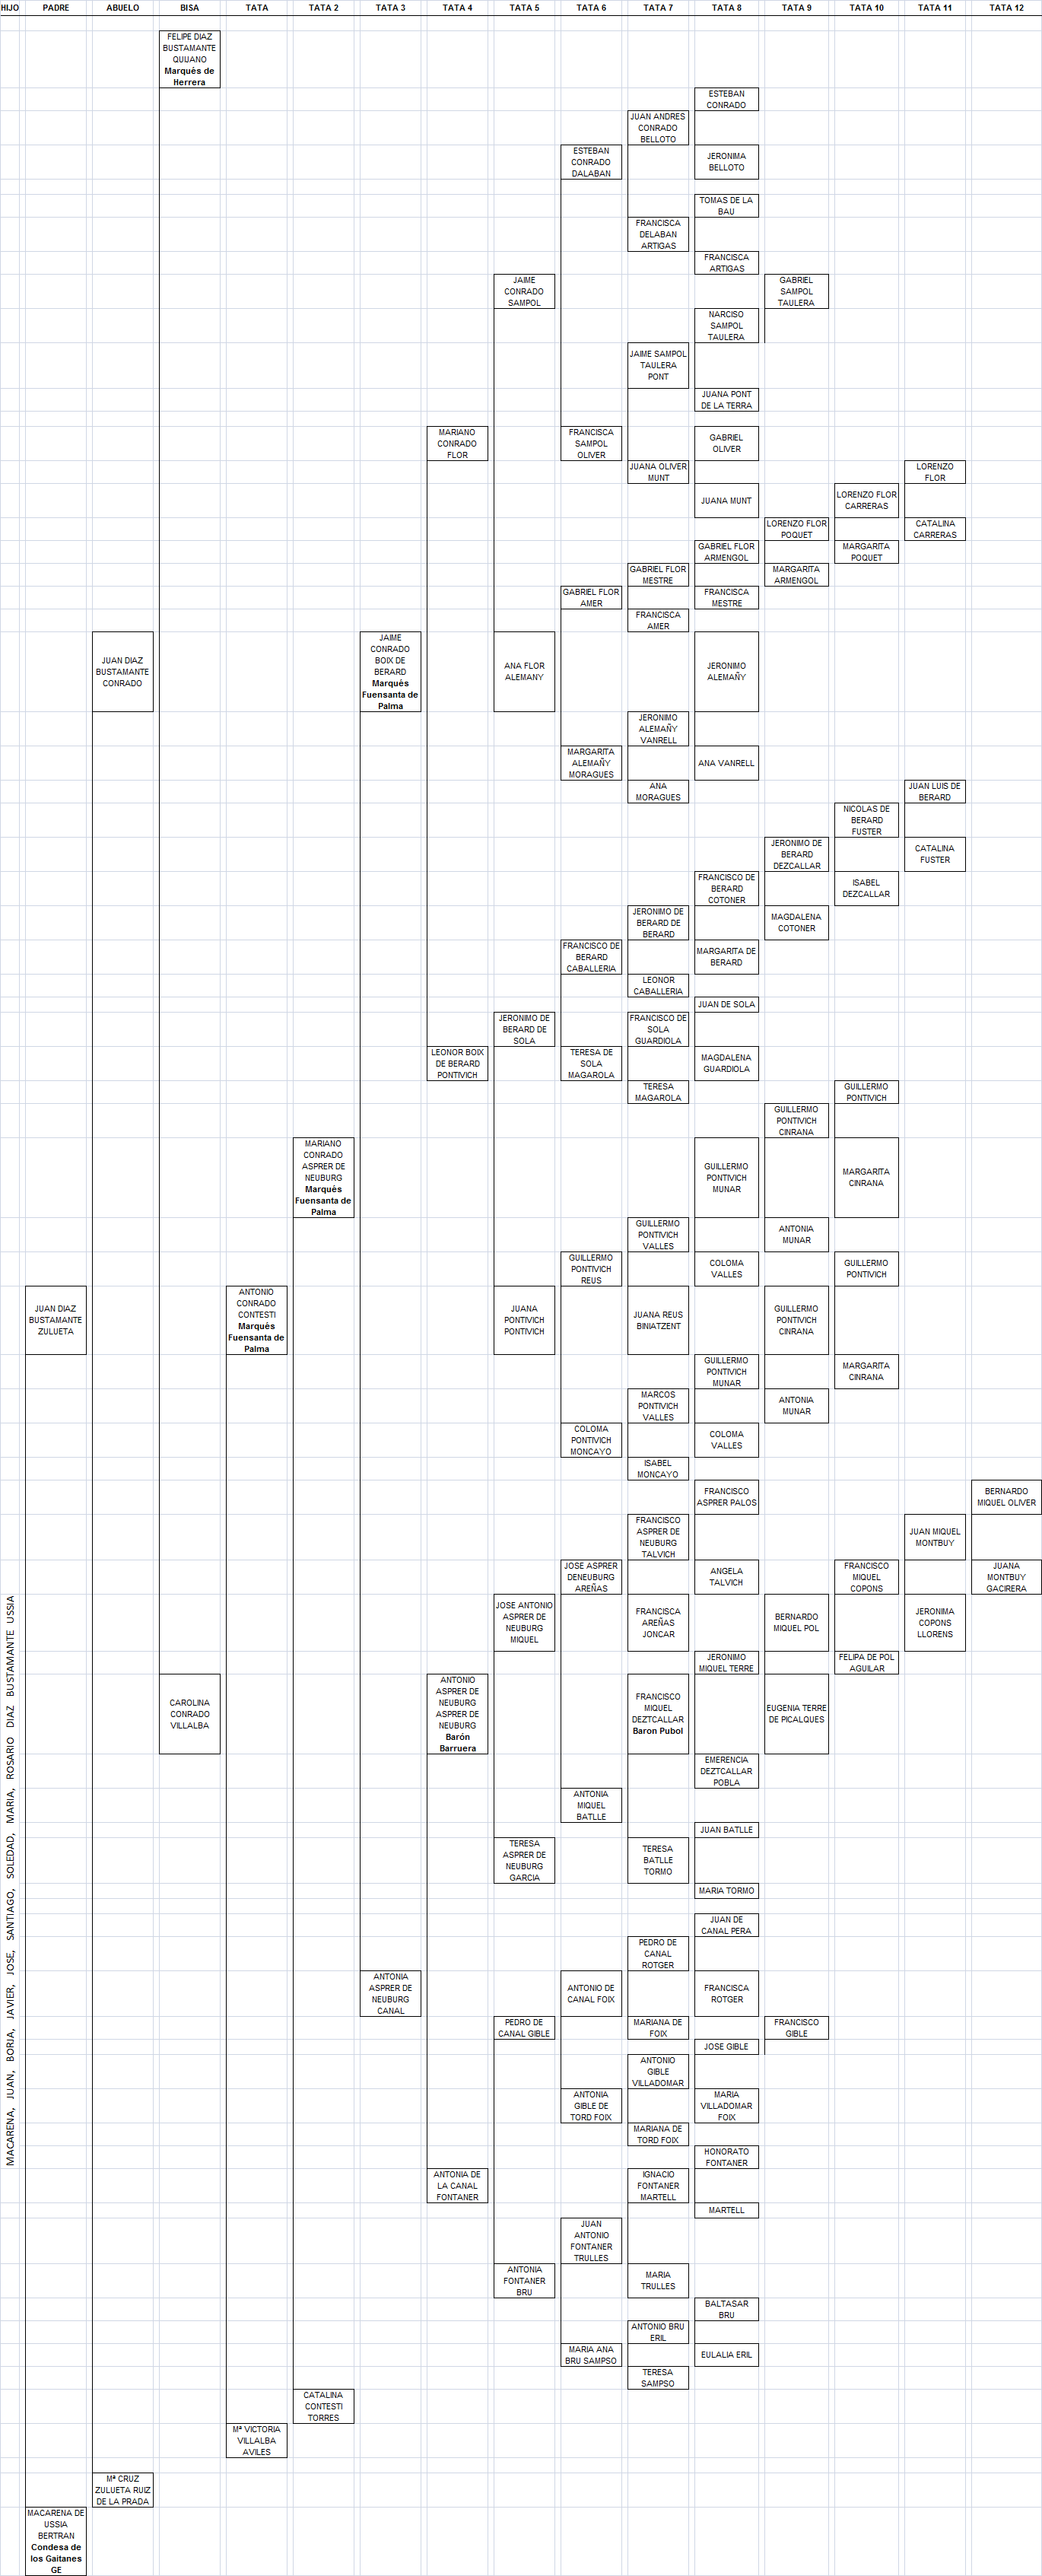 HIJO PADRE ABUELO BISA TATA TATA 2 TATA 3 TATA 4 TATA 5 TATA 6 TATA 7 TATA 8 TATA 9 TATA 10 TATA 11 TATA 12
FELIPE DIAZ
BUSTAMANTE
QUIJANO
Marqués de
Herrera
ESTEBAN
CONRADO
JUAN ANDRES
CONRADO
BELLOTO
ESTEBAN
CONRADO
DALABAN
JERONIMA
BELLOTO
TOMAS DE LA
BAU
FRANCISCA
DELABAN
ARTIGAS
FRANCISCA
ARTIGAS
JAIME
CONRADO
SAMPOL
GABRIEL
SAMPOL
TAULERA
NARCISO
SAMPOL
TAULERA
JAIME SAMPOL
TAULERA
PONT
JUANA PONT
DE LA TERRA
MARIANO
CONRADO
FLOR
FRANCISCA
SAMPOL
OLIVER
GABRIEL
OLIVER
JUANA OLIVER
MUNT
LORENZO
FLOR
JUANA MUNT
LORENZO FLOR
CARRERAS
LORENZO FLOR
POQUET
CATALINA
CARRERAS
GABRIEL FLOR
ARMENGOL
MARGARITA
POQUET
GABRIEL FLOR
MESTRE
MARGARITA
ARMENGOL
GABRIEL FLOR
AMER
FRANCISCA
MESTRE
FRANCISCA
AMER
JUAN DIAZ
BUSTAMANTE
CONRADO
JAIME
CONRADO
BOIX DE
BERARD
Marqués
Fuensanta de
Palma
ANA FLOR
ALEMANY
JERONIMO
ALEMAÑY
JERONIMO
ALEMAÑY
VANRELL
MARGARITA
ALEMAÑY
MORAGUES
ANA VANRELL
ANA
MORAGUES
JUAN LUIS DE
BERARD
NICOLAS DE
BERARD
FUSTER
JERONIMO DE
BERARD
DEZCALLAR
CATALINA
FUSTER
FRANCISCO DE
BERARD
COTONER
ISABEL
DEZCALLAR
JERONIMO DE
BERARD DE
BERARD
MAGDALENA
COTONER
FRANCISCO DE
BERARD
CABALLERIA
MARGARITA DE
BERARD
LEONOR
CABALLERIA
JUAN DE SOLA
JERONIMO DE
BERARD DE
SOLA
FRANCISCO DE
SOLA
GUARDIOLA
LEONOR BOIX
DE BERARD
PONTIVICH
TERESA DE
SOLA
MAGAROLA
MAGDALENA
GUARDIOLA
TERESA
MAGAROLA
GUILLERMO
PONTIVICH
GUILLERMO
PONTIVICH
CINRANA
MARIANO
CONRADO
ASPRER DE
NEUBURG
Marqués
Fuensanta de
Palma
GUILLERMO
PONTIVICH
MUNAR
MARGARITA
CINRANA
GUILLERMO
PONTIVICH
VALLES
ANTONIA
MUNAR
GUILLERMO
PONTIVICH
REUS
COLOMA
VALLES
GUILLERMO
PONTIVICH
JUAN DIAZ
BUSTAMANTE
ZULUETA
ANTONIO
CONRADO
CONTESTI
Marqués
Fuensanta de
Palma
JUANA
PONTIVICH
PONTIVICH
JUANA REUS
BINIATZENT
GUILLERMO
PONTIVICH
CINRANA
GUILLERMO
PONTIVICH
MUNAR
MARGARITA
CINRANA
MARCOS
PONTIVICH
VALLES
ANTONIA
MUNAR
COLOMA
PONTIVICH
MONCAYO
COLOMA
VALLES
ISABEL
MONCAYO
FRANCISCO
ASPRER PALOS
BERNARDO
MIQUEL OLIVER
FRANCISCO
ASPRER DE
NEUBURG
TALVICH
JUAN MIQUEL
MONTBUY
JOSE ASPRER
DENEUBURG
AREÑAS
ANGELA
TALVICH
FRANCISCO
MIQUEL
COPONS
JUANA
MONTBUY
GACIRERA
JOSE ANTONIO
ASPRER DE
NEUBURG
MIQUEL
FRANCISCA
AREÑAS
JONCAR
BERNARDO
MIQUEL POL
JERONIMA
COPONS
LLORENS
JERONIMO
MIQUEL TERRE
FELIPA DE POL
AGUILAR
CAROLINA
CONRADO
VILLALBA
ANTONIO
ASPRER DE
NEUBURG
ASPRER DE
NEUBURG
Barón
Barruera
FRANCISCO
MIQUEL
DEZTCALLAR
Baron Pubol
EUGENIA TERRE
DE PICALQUES
EMERENCIA
DEZTCALLAR
POBLA
ANTONIA
MIQUEL
BATLLE
JUAN BATLLE
TERESA
ASPRER DE
NEUBURG
GARCIA
TERESA
BATLLE
TORMO
MARIA TORMO
JUAN DE
CANAL PERA
PEDRO DE
CANAL
ROTGER
ANTONIA
ASPRER DE
NEUBURG
CANAL
ANTONIO DE
CANAL FOIX
FRANCISCA
ROTGER
PEDRO DE
CANAL GIBLE
MARIANA DE
FOIX
FRANCISCO
GIBLE
JOSE GIBLE
ANTONIO
GIBLE
VILLADOMAR
ANTONIA
GIBLE DE
TORD FOIX
MARIA
VILLADOMAR
FOIX
MARIANA DE
TORD FOIX
HONORATO
FONTANER
ANTONIA DE
LA CANAL
FONTANER
IGNACIO
FONTANER
MARTELL
MARTELL
JUAN
ANTONIO
FONTANER
TRULLES
ANTONIA
FONTANER
BRU
MARIA
TRULLES
BALTASAR
BRU
ANTONIO BRU
ERIL
MARIA ANA
BRU SAMPSO
EULALIA ERIL
TERESA
SAMPSO
CATALINA
CONTESTI
TORRES
Mª VICTORIA
VILLALBA
AVILES
Mª CRUZ
ZULUETA RUIZ
DE LA PRADA
MACARENA DE
USSIA
BERTRAN
Condesa de
los Gaitanes
GE
MACARENA, JUAN, BORJA, JAVIER, JOSE, SANTIAGO, SOLEDAD, MARIA, ROSARIO DIAZ BUSTAMANTE USSIA